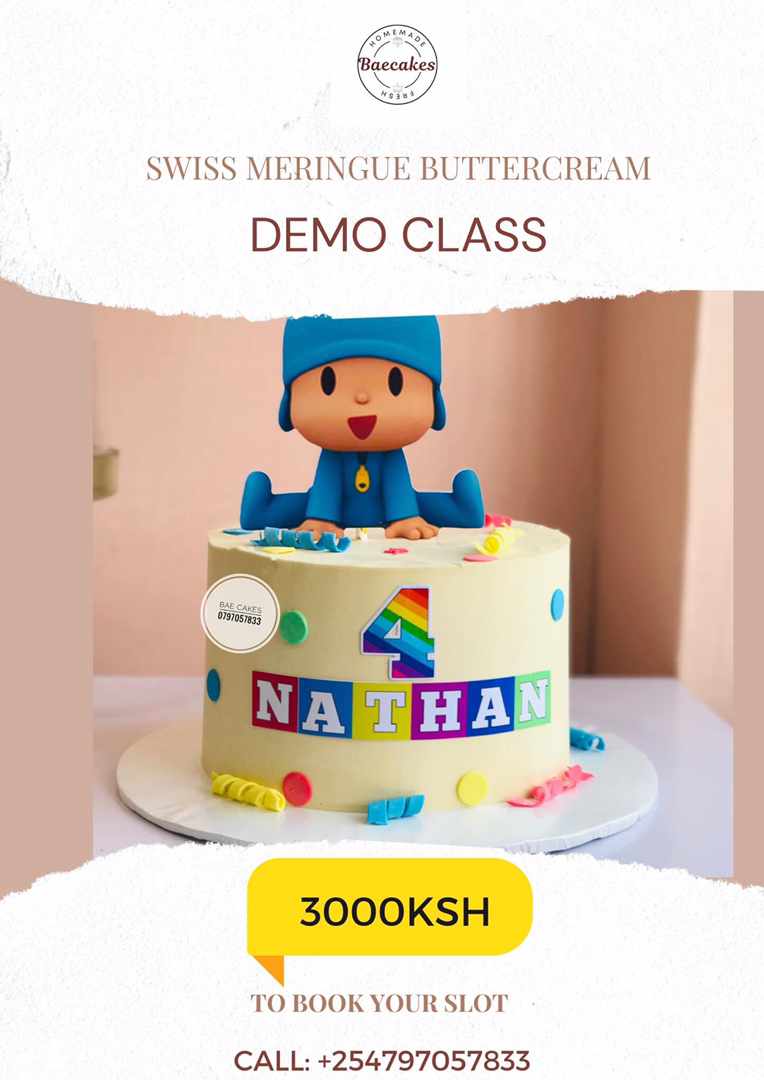 HOMEMADE
Baecakes
FRESH
SWISS MERINGUE BUTTERCREAM
DEMO CLASS
BAE CAKES
0797057833
4
NATHAN
3000KSH
TO BOOK YOUR SLOT
CALL: +254797057833